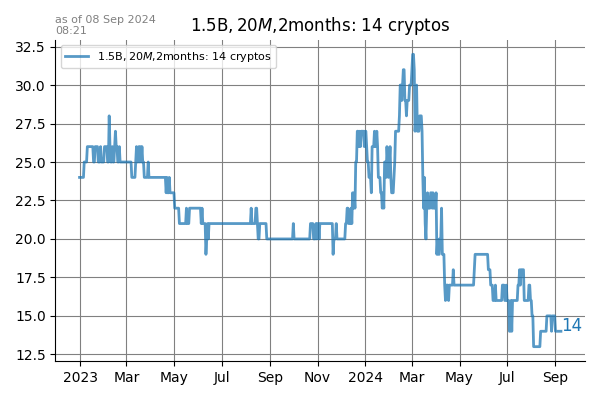 as of 08 Sep 2024
08:21
1.5B, 20M,2months: 14 cryptos
1.5B, 20M,2months: 14 cryptos
32.5
30.0
27.5
25.0
22.5
20.0
17.5
15.0
12.5
14
2023 Mar May Jul Sep Nov 2024 Mar May Jul Sep